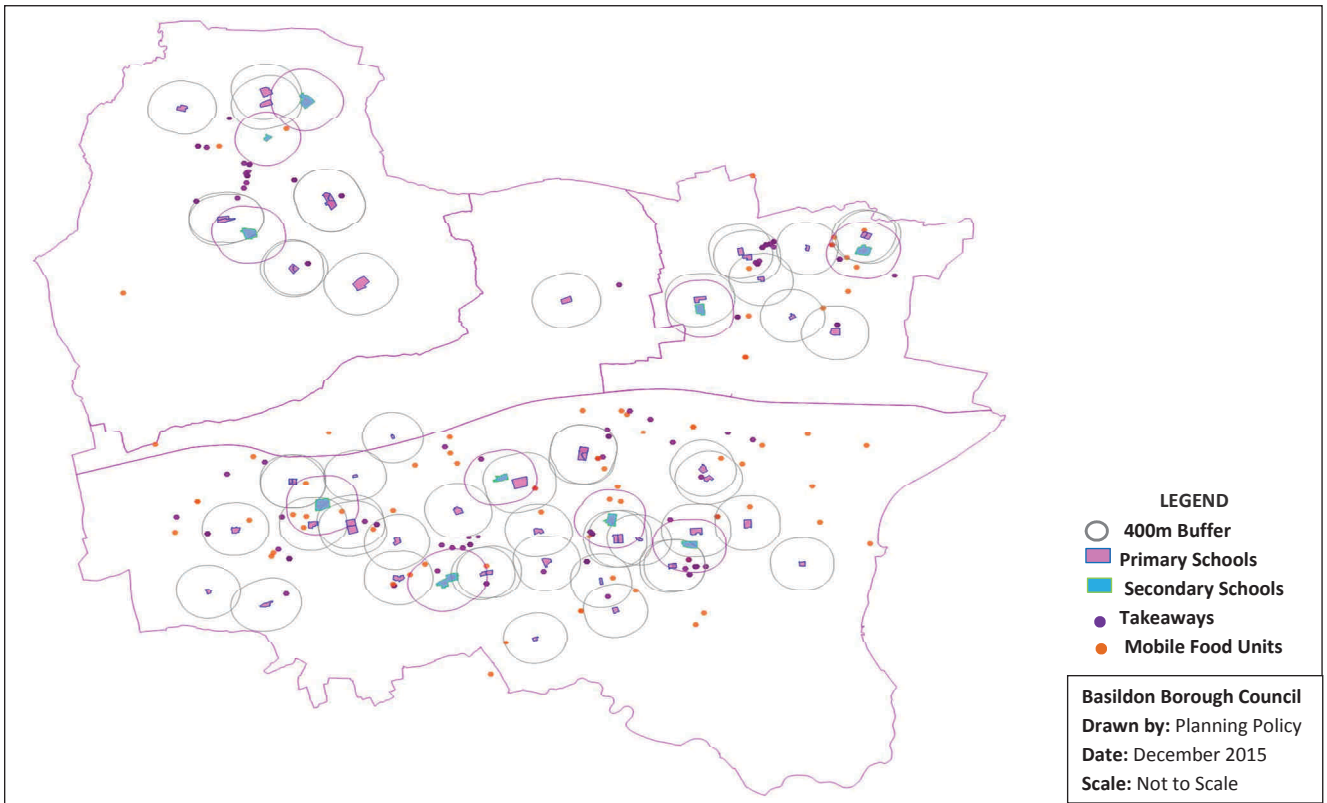 LEGEND
400m Buffer
Primary Schools
Secondary Schools
Takeaways
Mobile Food Units
Basildon Borough Council
Drawn by: Planning Policy
Date: December 2015
Scale: Not to Scale